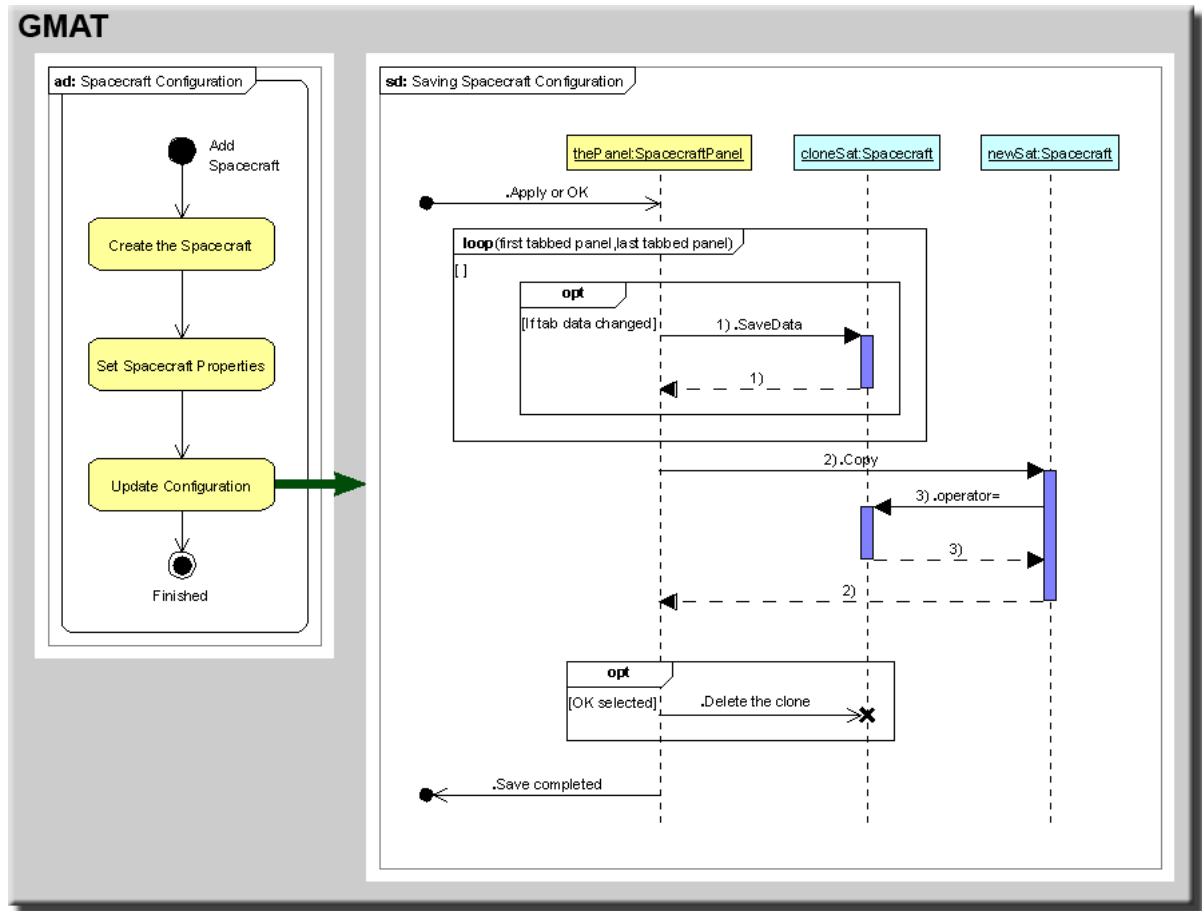 GMAT
ad: Spacecraft Configuration
Add
Spacecraft
Create the Spacecraft
Set Spacecraft Properties
Update Configuration
Finished
sd: Saving Spacecraft Configuration
thePanel:SpacecraftPanel
cloneSat:Spacecraft
newSat:Spacecraft
.Apply or OK
loop(first tabbed panel,last tabbed panel)
[ ]
opt
[If tab data changed]
1) .SaveData
1)
2).Copy
3) .operator=
3)
2)
opt
[OK selected]
.Delete the clone
.Save completed